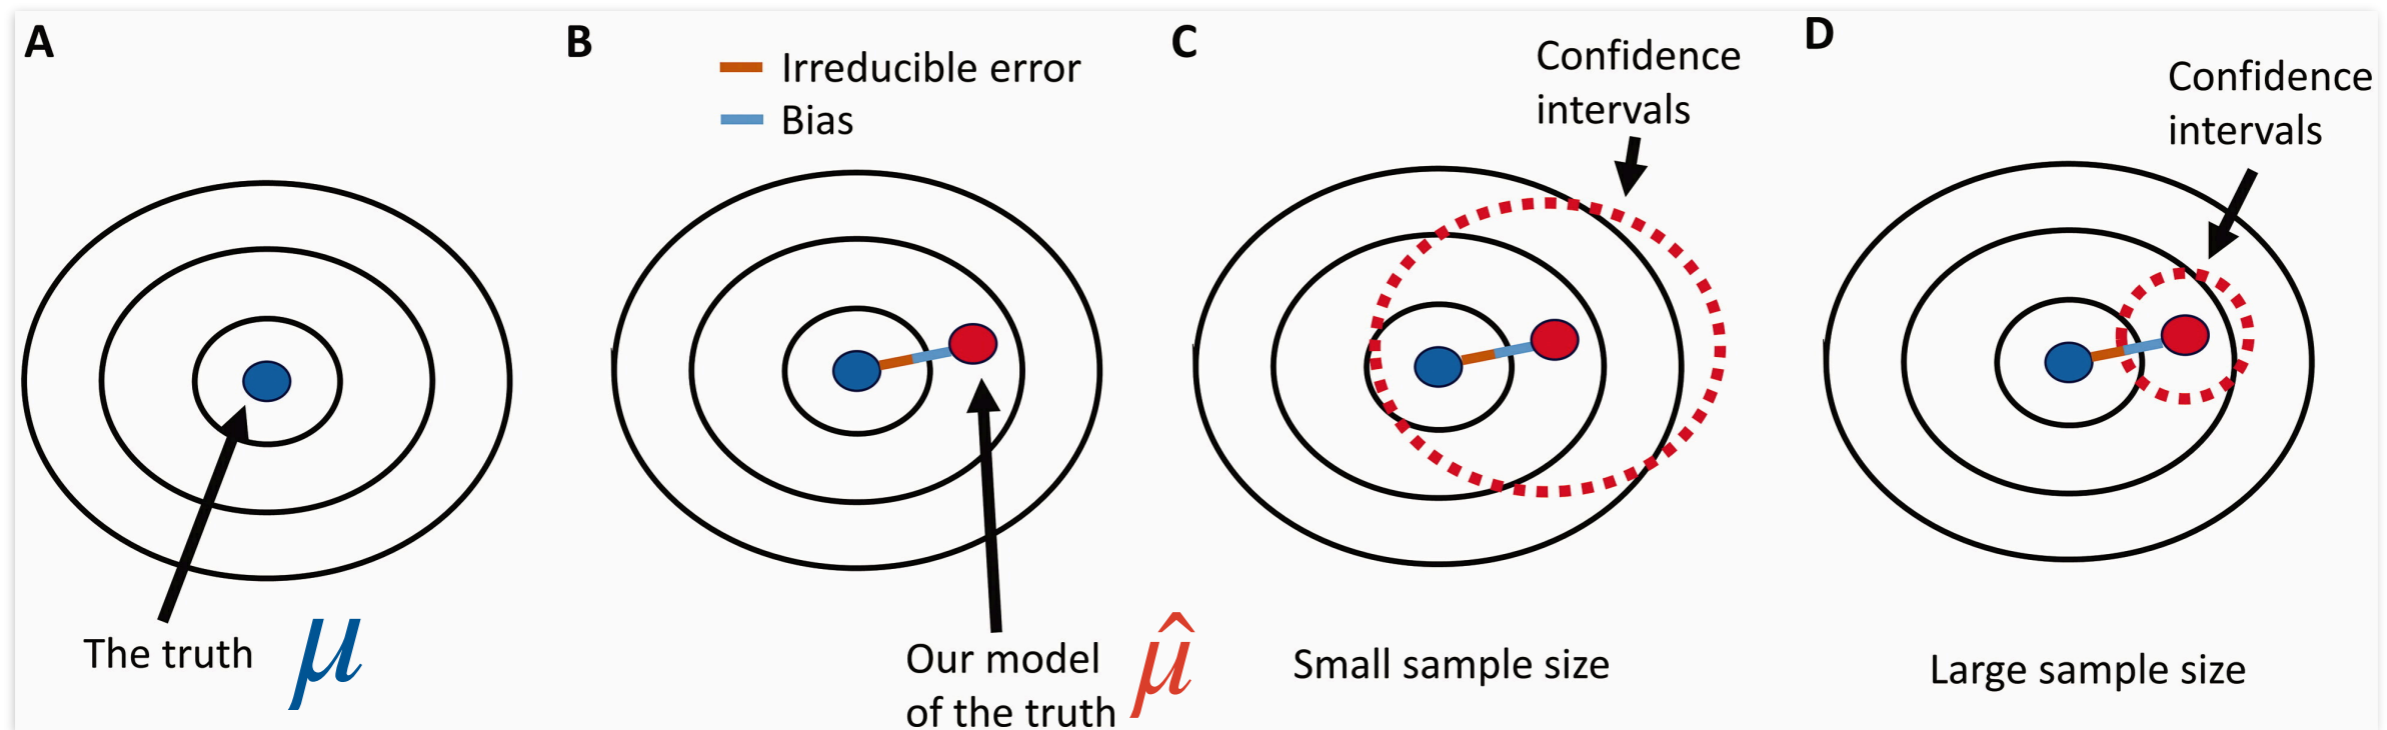 A
The truth μ
B
Irreducible error
Bias
Our model
of the truth μ̂
C
Confidence
intervals
Small sample size
D
Confidence
intervals
Large sample size